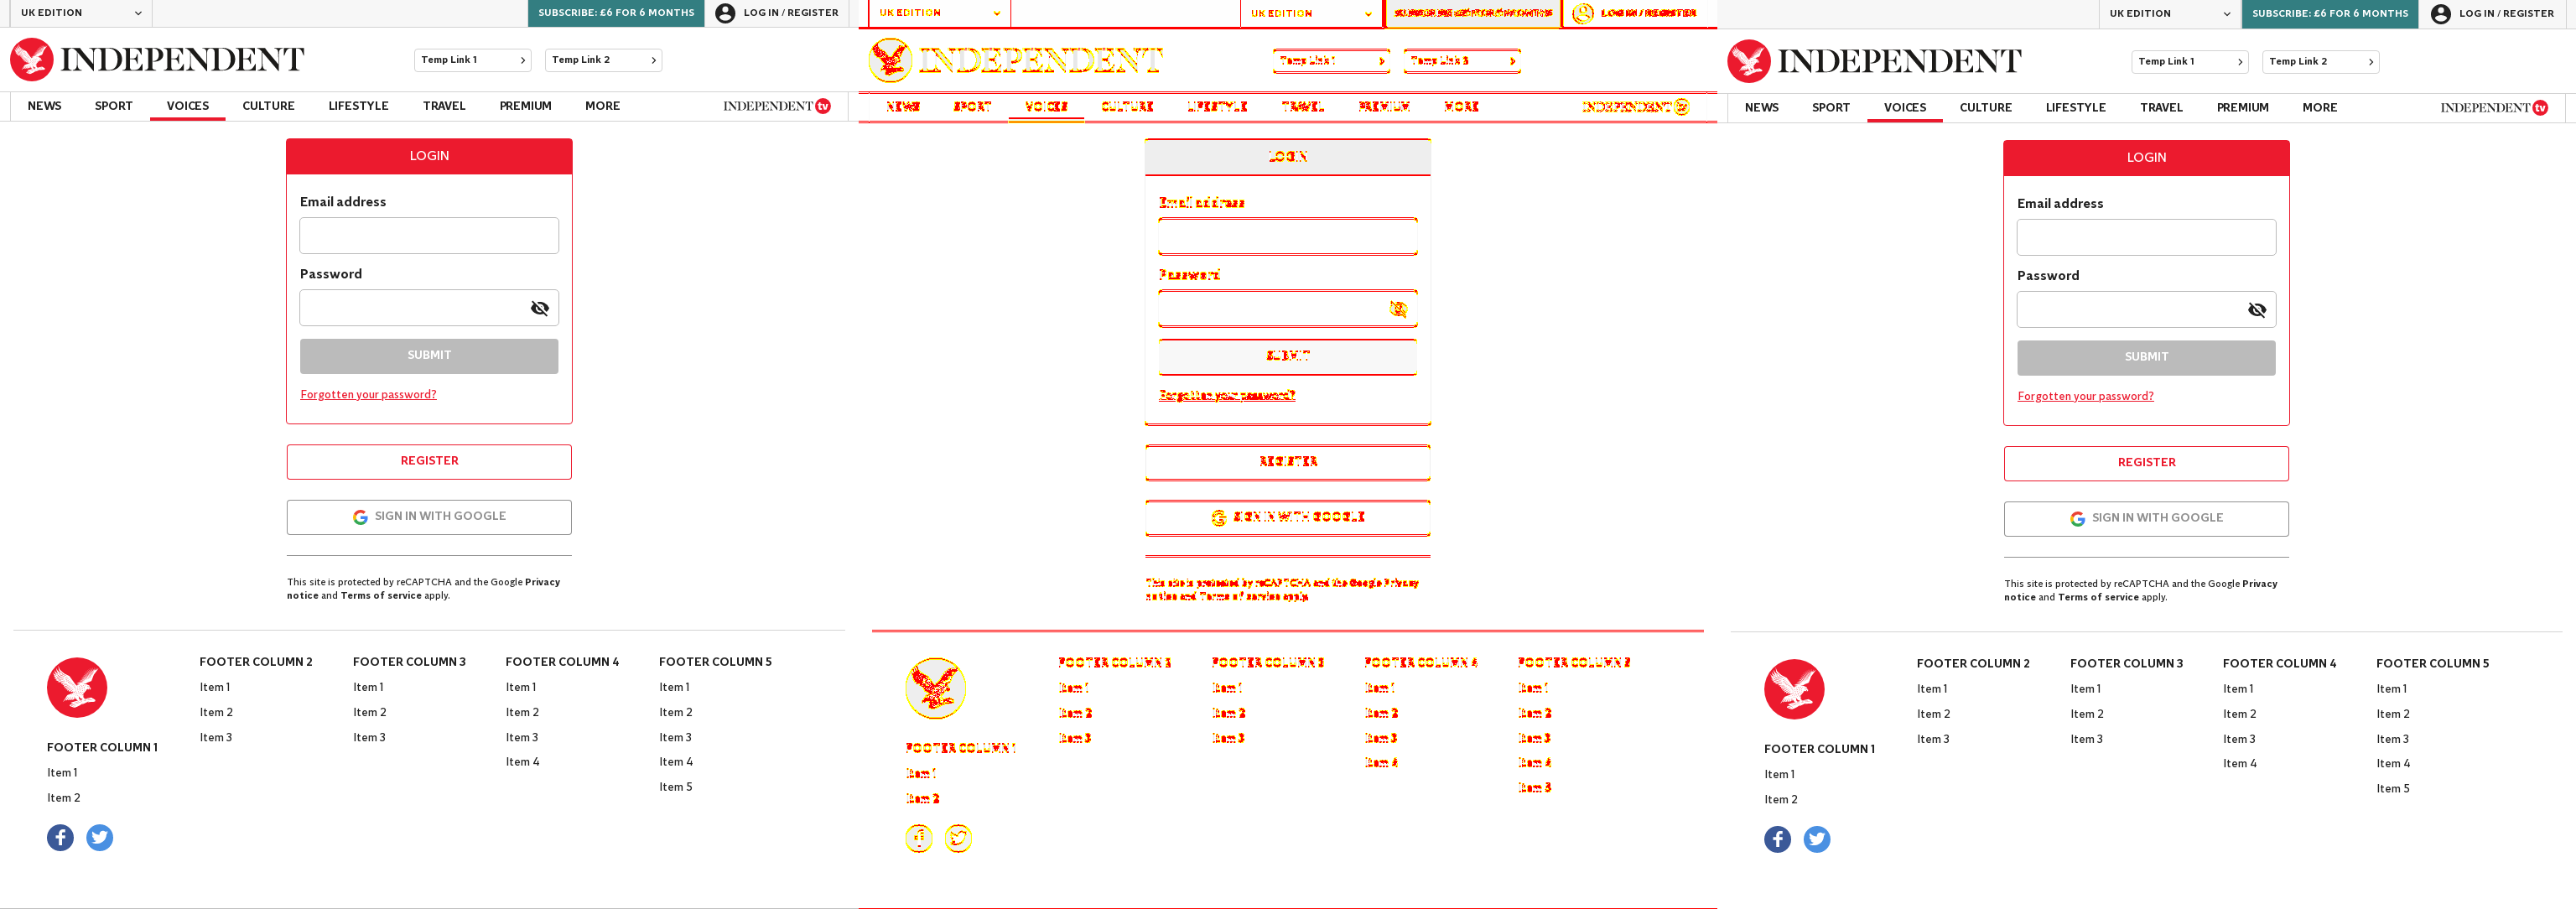 UK EDITION
SUBSCRIBE: £6 FOR 6 MONTHS
LOG IN / REGISTER
INDEPENDENT
Temp Link 1
Temp Link 2
NEWS SPORT VOICES CULTURE LIFESTYLE TRAVEL PREMIUM MORE
INDEPENDENT tv
LOGIN
Email address
Password
SUBMIT
Forgotten your password?
REGISTER
SIGN IN WITH GOOGLE
This site is protected by reCAPTCHA and the Google Privacy
notice and Terms of service apply.
FOOTER COLUMN 1
Item 1
Item 2
FOOTER COLUMN 2
Item 1
Item 2
Item 3
FOOTER COLUMN 3
Item 1
Item 2
Item 3
FOOTER COLUMN 4
Item 1
Item 2
Item 3
Item 4
FOOTER COLUMN 5
Item 1
Item 2
Item 3
Item 4
Item 5
UK EDITION
UK EDITION
LOG IN / REGISTER
INDEPENDENT
Temp Link 1
Temp Link
NEWS SPORT VOICES CULTURE LIFESTYLE TRAVEL PREMIUM MORE
INDEPENDENT
LOGIN
Email address
Password
SUBMIT
Forgotten your password?
REGISTER
SIGN IN WITH GOOGLE
This site is protected by reCAPTCHA and the Google Privacy
notice and Terms of service apply
FOOTER COLUMN
Item 1
Item 2
FOOTER COLUMN
Item 1
Item 2
Item 3
FOOTER COLUMN
Item 1
Item 2
Item 3
FOOTER COLUMN 4
Item 1
Item 2
Item 3
Item 4
FOOTER COLUMN
Item 1
Item 2
Item 3
Item 4
Item
UK EDITION
SUBSCRIBE: £6 FOR 6 MONTHS
LOG IN / REGISTER
INDEPENDENT
Temp Link 1
Temp Link 2
NEWS SPORT VOICES CULTURE LIFESTYLE TRAVEL PREMIUM MORE
INDEPENDENT tv
LOGIN
Email address
Password
SUBMIT
Forgotten your password?
REGISTER
SIGN IN WITH GOOGLE
This site is protected by reCAPTCHA and the Google Privacy
notice and Terms of service apply.
FOOTER COLUMN 1
Item 1
Item 2
FOOTER COLUMN 2
Item 1
Item 2
Item 3
FOOTER COLUMN 3
Item 1
Item 2
Item 3
FOOTER COLUMN 4
Item 1
Item 2
Item 3
Item 4
FOOTER COLUMN 5
Item 1
Item 2
Item 3
Item 4
Item 5